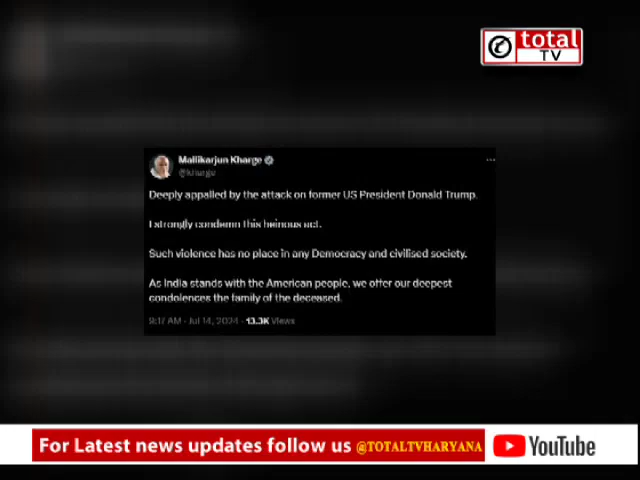 total
TV
Mallikarjun Kharge
@kharge
Deeply appalled by the attack on former US President Donald Trump.
I strongly condemn this heinous act.
Such violence has no place in any Democracy and civilised society.
As India stands with the American people, we offer our deepest
condolences the family of the deceased.
9:17 AM · Jul 14, 2024 · 13.3K Views
For Latest news updates follow us @TOTALTVHARYANA
YouTube